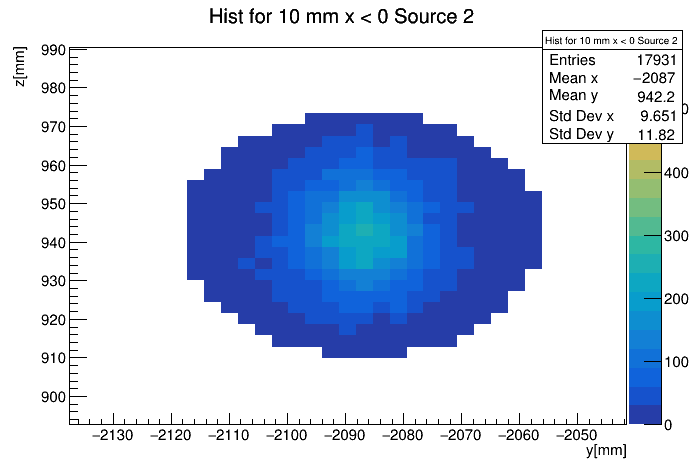 Hist for 10 mm x < 0 Source 2
Hist for 10 mm x < 0 Source 2
Entries 17931
Mean x −2087
Mean y 942.2
Std Dev x 9.651
Std Dev y 11.82
z[mm]
990
980
970
960
950
940
930
920
910
900
−2130 −2120 −2110 −2100 −2090 −2080 −2070 −2060 −2050
y[mm]
400
300
200
100
0